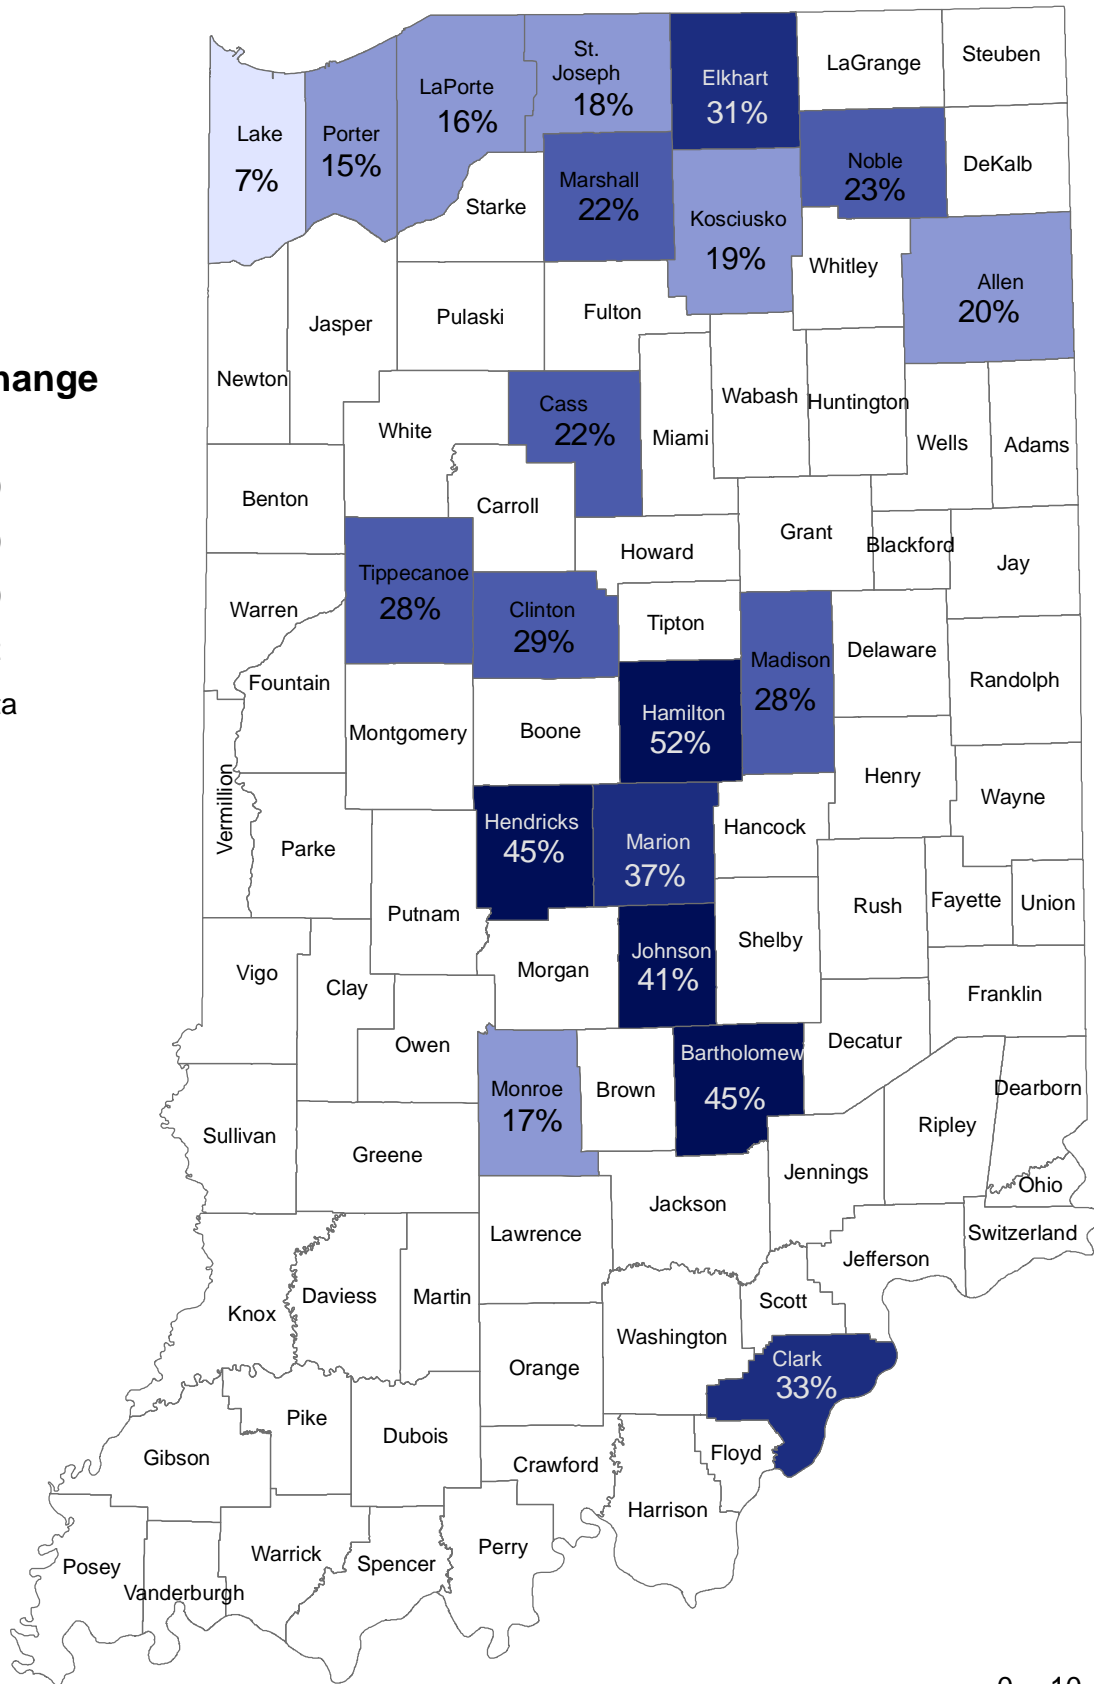 Steuben
LaGrange
St.
Joseph
18%
Elkhart
31%
LaPorte
16%
Lake
7%
Porter
15%
Noble
23%
DeKalb
Marshall
22%
Starke
Kosciusko
19%
Whitley
Allen
20%
Jasper
Pulaski
Fulton
Newton
hange
Cass
22%
White
Miami
Wabash
Huntington
Wells
Adams
Benton
Carroll
Howard
Grant
Blackford
Jay
Tippecanoe
28%
Warren
Clinton
29%
Tipton
Madison
28%
Delaware
Randolph
Fountain
Montgomery
Boone
Hamilton
52%
Henry
Wayne
Vermillion
Parke
Hendricks
45%
Marion
37%
Hancock
Putnam
Rush
Fayette
Union
Vigo
Clay
Morgan
Johnson
41%
Shelby
Franklin
Owen
Decatur
Monroe
17%
Brown
Bartholomew
45%
Dearborn
Ripley
Sullivan
Greene
Jennings
Ohio
Jackson
Lawrence
Switzerland
Jefferson
Knox
Daviess
Martin
Scott
Washington
Orange
Clark
33%
Pike
Dubois
Gibson
Crawford
Floyd
Harrison
Posey
Vanderburgh
Warrick
Spencer
Perry
0 10